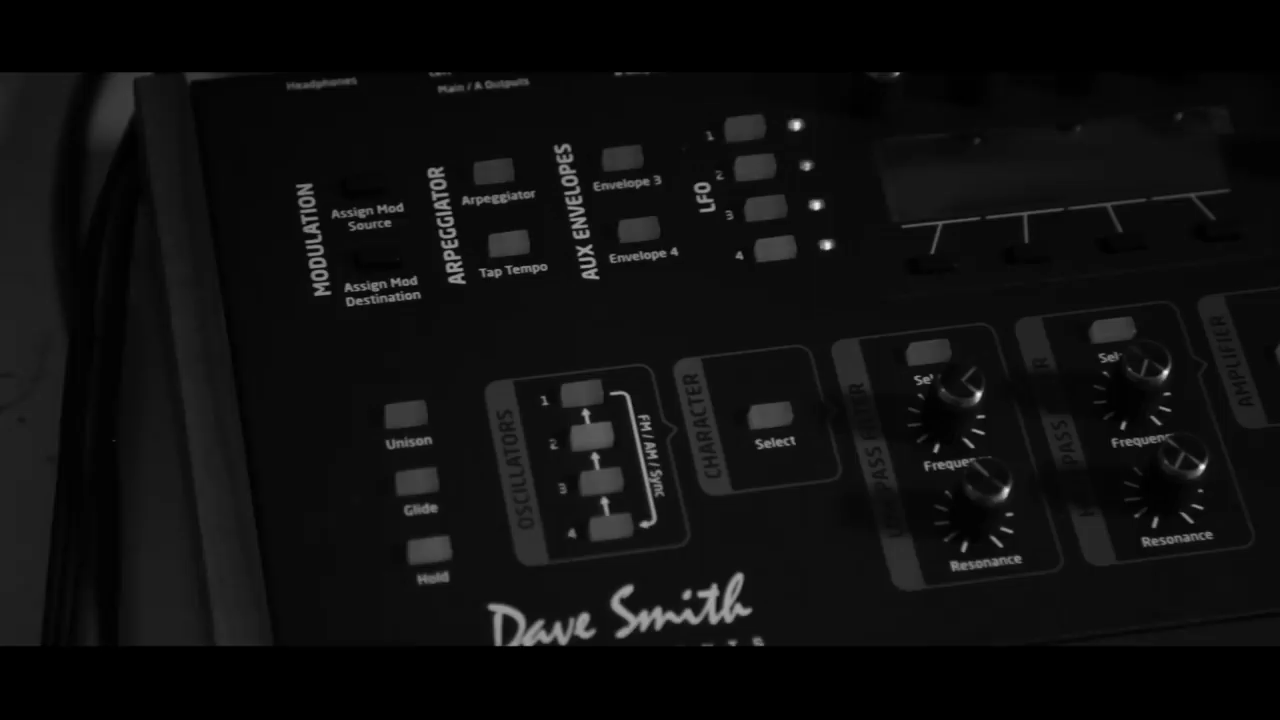 Headphones
Main / A Outputs
MODULATION
Assign Mod
Source
Assign Mod
Destination
ARPEGGIATOR
Arpeggiator
Tap Tempo
AUX ENVELOPES
Envelope 3
Envelope 4
LFO
1
2
3
4
Unison
Glide
Hold
OSCILLATORS
1
2
3
4
FM / AM / Sync
CHARACTER
Select
Frequency
Resonance
Frequency
Resonance
AMPLIFIER
Dave Smith